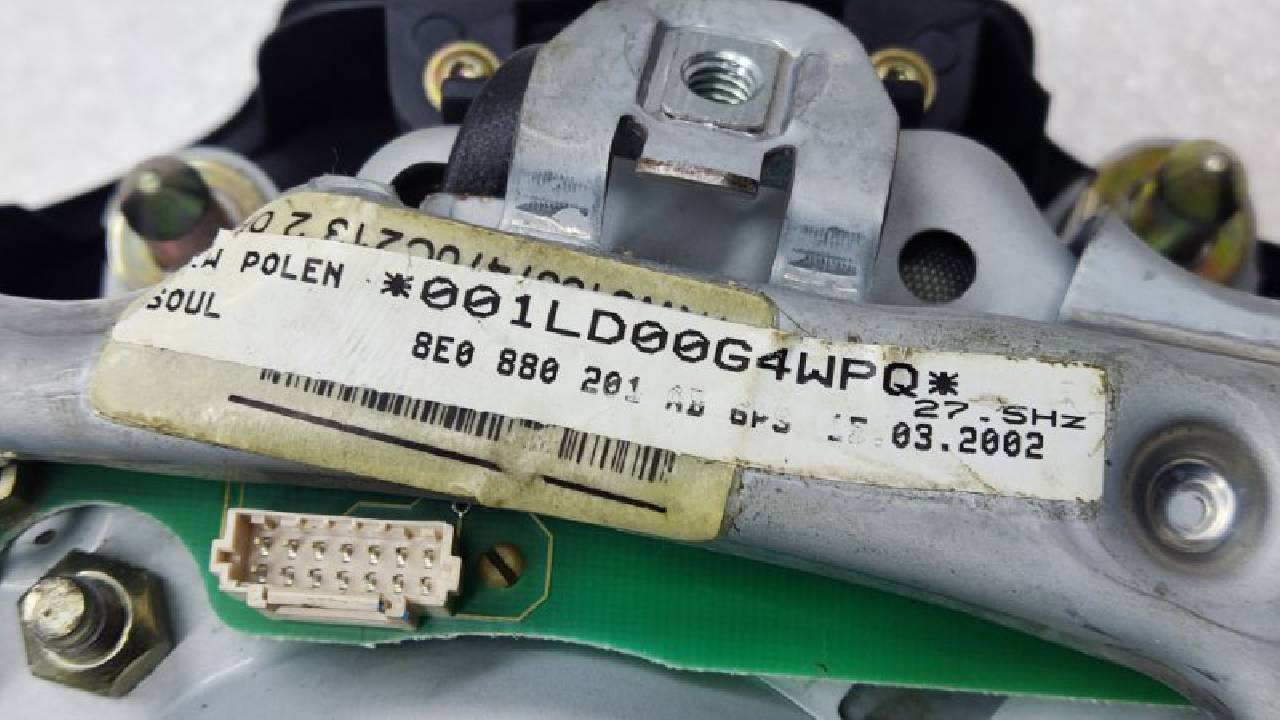 POLEN *001LD00G4WPQ*
SOUL 27.5Hz
8E0 880 201 AB 6PS 03.2002